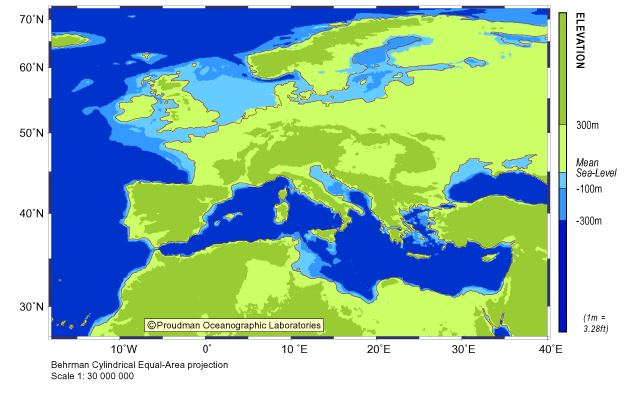 70˚N
60˚N
50˚N
40˚N
30˚N
10˚W
0˚
10˚E
20˚E
30˚E
40˚E
©Proudman Oceanographic Laboratories
ELEVATION
300m
Mean
Sea-Level
-100m
-300m
(1m =
3.28ft)
Behrman Cylindrical Equal-Area projection
Scale 1: 30 000 000